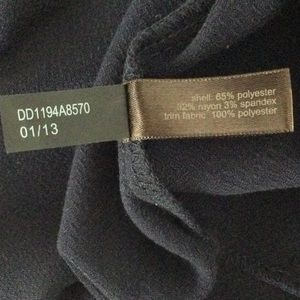 DD1194A8570
01/13
shell: 65% polyester
32% rayon 3% spandex
trim fabric: 100% polyester